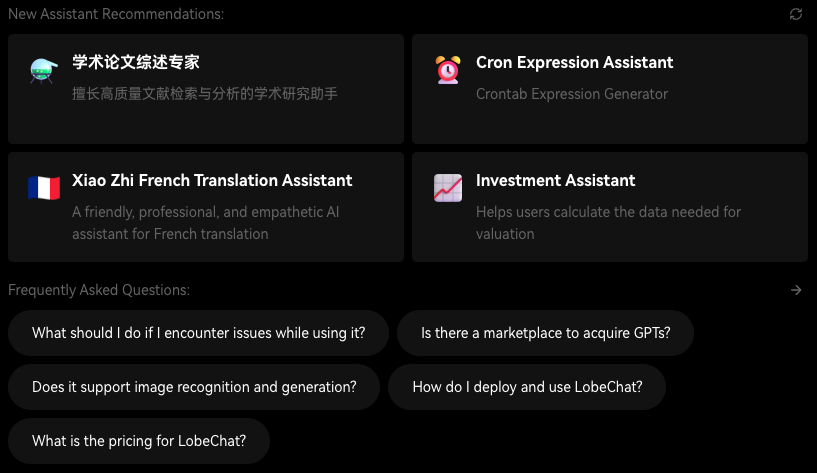 New Assistant Recommendations:
学术论文综述专家
擅长高质量文献检索与分析的学术研究助手
Cron Expression Assistant
Crontab Expression Generator
Xiao Zhi French Translation Assistant
A friendly, professional, and empathetic AI
assistant for French translation
Investment Assistant
Helps users calculate the data needed for
valuation
Frequently Asked Questions:
What should I do if I encounter issues while using it?
Is there a marketplace to acquire GPTs?
Does it support image recognition and generation?
How do I deploy and use LobeChat?
What is the pricing for LobeChat?